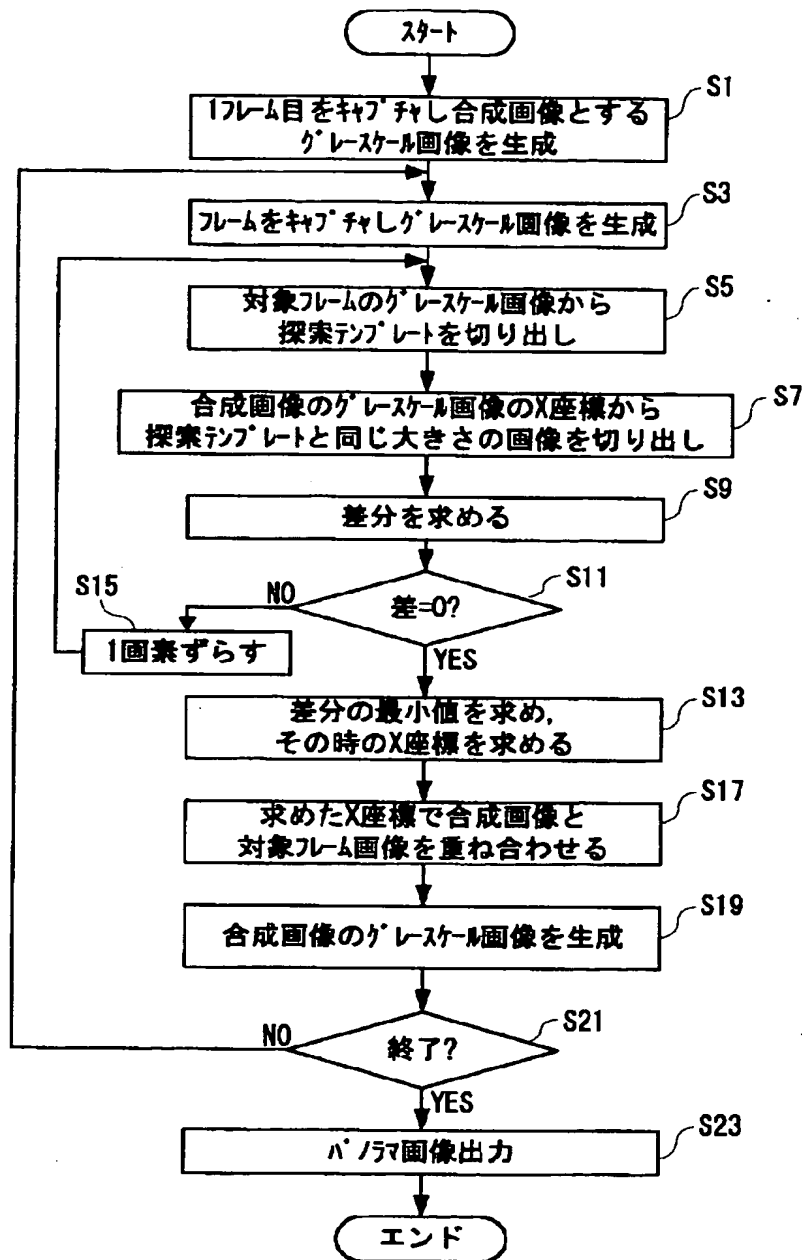 スタート
S1
1フレーム目をキャプチャし合成画像とする
グレースケール画像を生成
S3
フレームをキャプチャしグレースケール画像を生成
S5
対象フレームのグレースケール画像から
探索テンプレートを切り出し
S7
合成画像のグレースケール画像のX座標から
探索テンプレートと同じ大きさの画像を切り出し
S9
差分を求める
S11
差=0?
NO
S15
1画素ずらす
YES
S13
差分の最小値を求め,
その時のX座標を求める
S17
求めたX座標で合成画像と
対象フレーム画像を重ね合わせる
S19
合成画像のグレースケール画像を生成
S21
終了?
NO
YES
S23
パノラマ画像出力
エンド